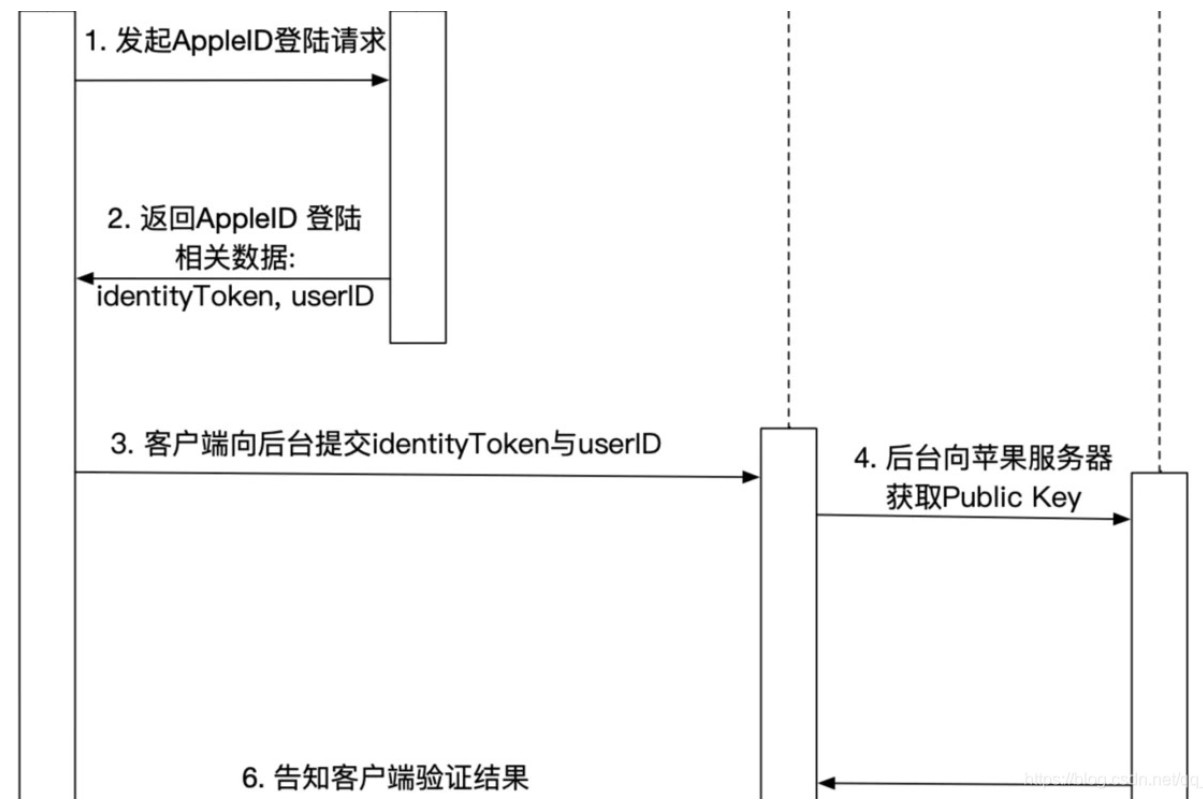 1. 发起AppleID登陆请求
2. 返回AppleID 登陆
相关数据:
identityToken, userID
3. 客户端向后台提交identityToken与userID
4. 后台向苹果服务器
获取Public Key
6. 告知客户端验证结果
https://blog.csdn.net/qq